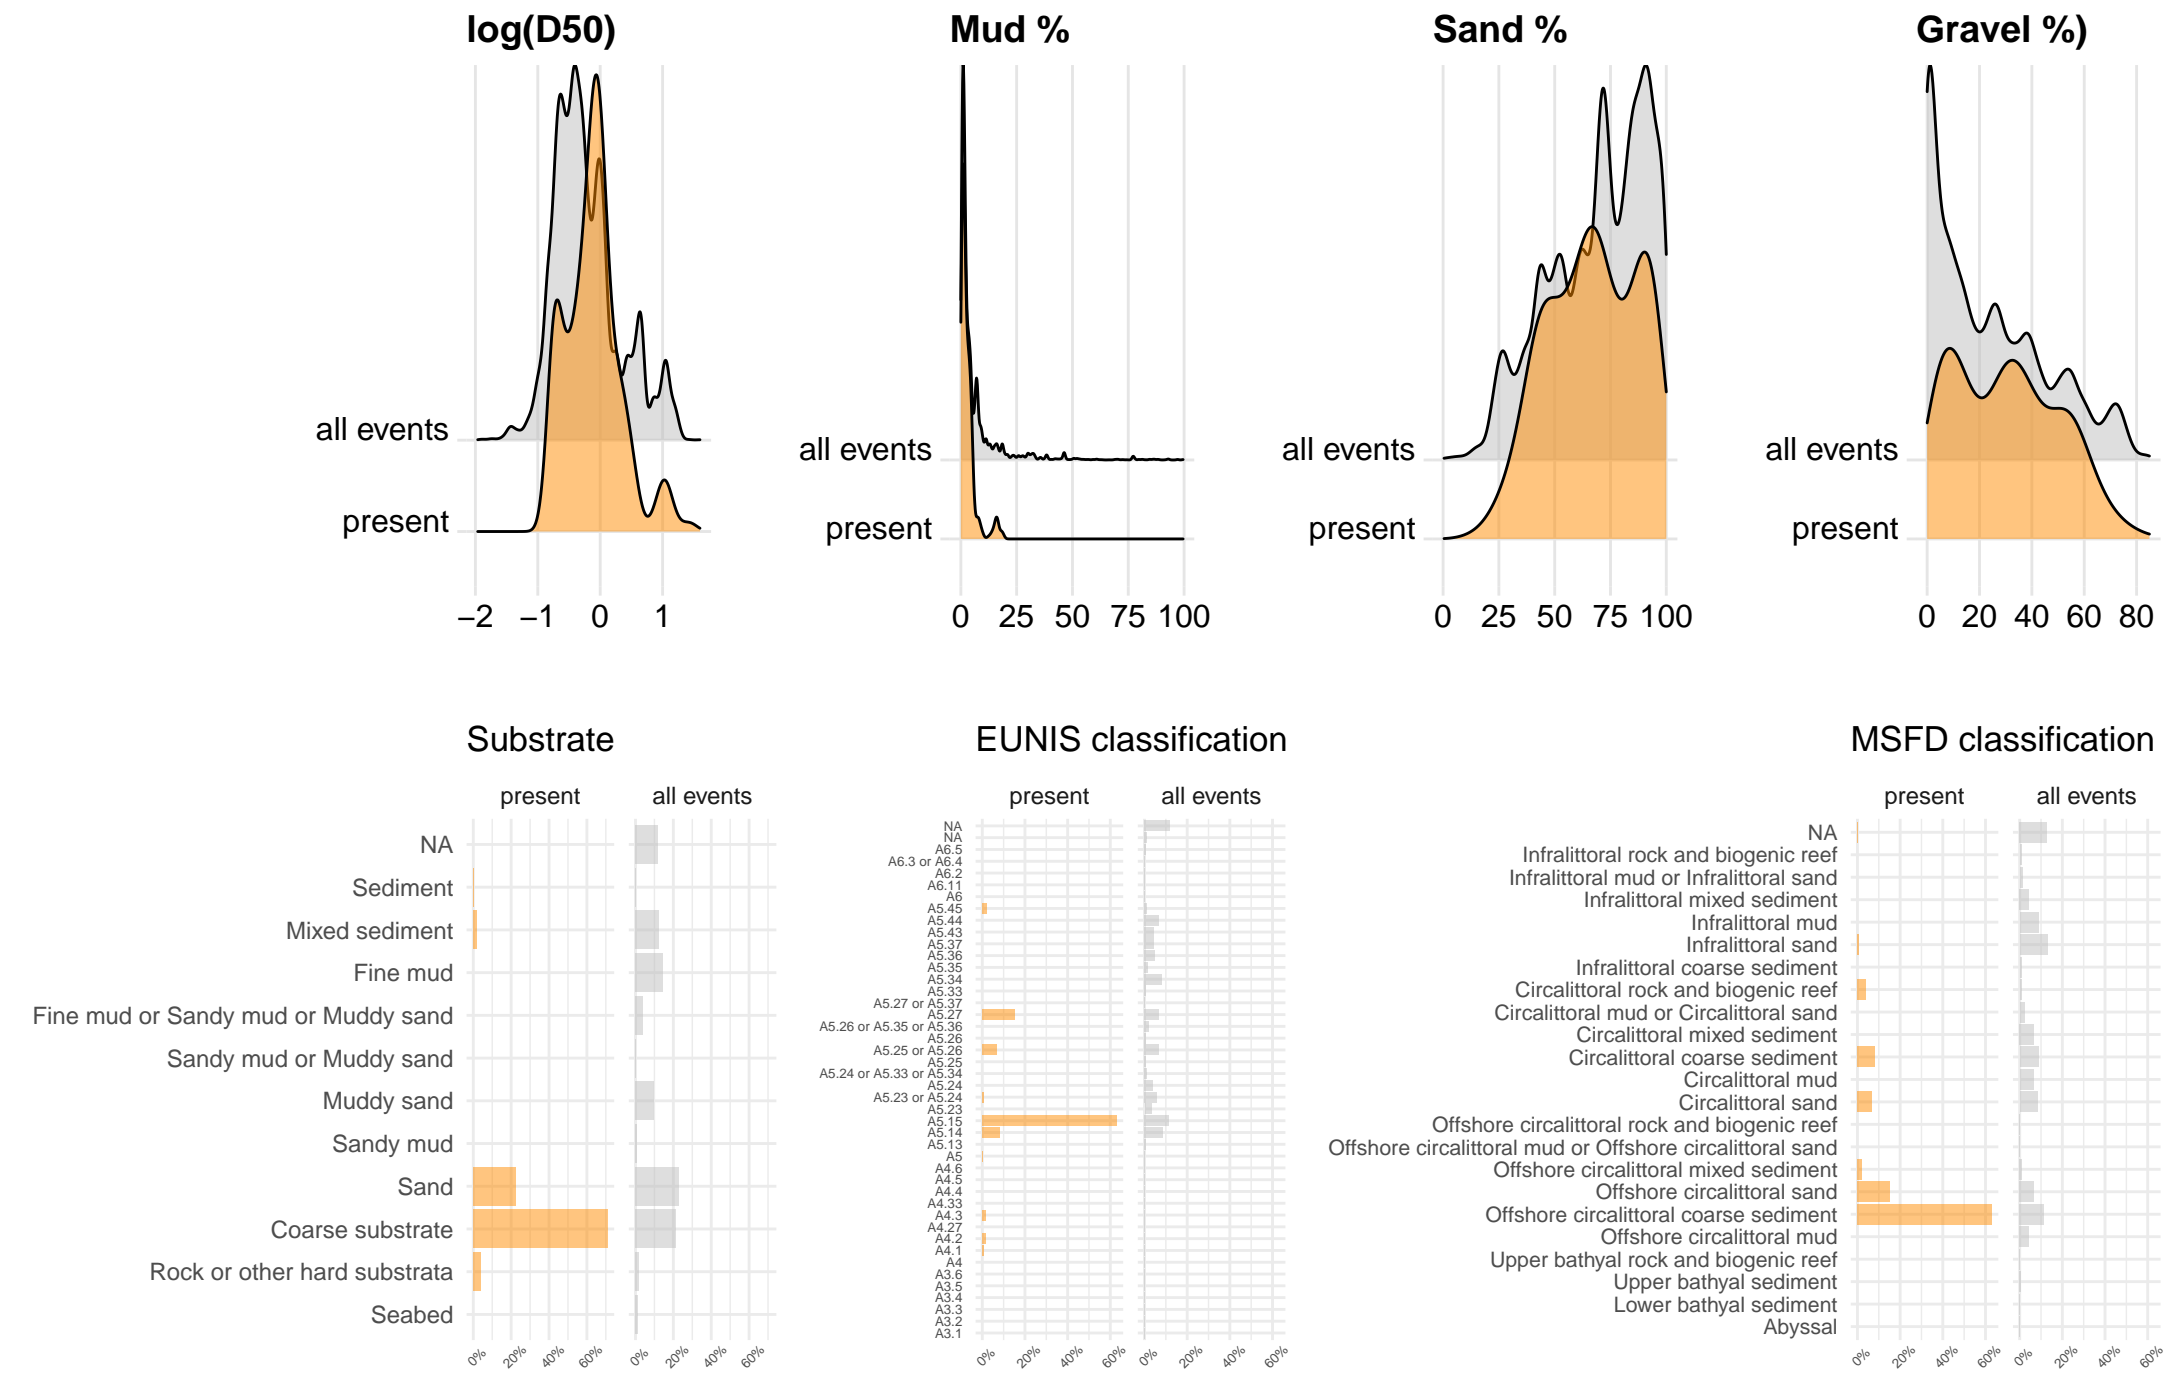 log(D50)
Mud %
Sand %
Gravel %)
all events
present
all events
present
all events
present
all events
present
−2 −1 0 1
0 25 50 75 100
0 25 50 75 100
0 20 40 60 80
Substrate
present all events
NA
Sediment
Mixed sediment
Fine mud
Fine mud or Sandy mud or Muddy sand
Sandy mud or Muddy sand
Muddy sand
Sandy mud
Sand
Coarse substrate
Rock or other hard substrata
Seabed
0% 20% 40% 60% 0% 20% 40% 60%
EUNIS classification
present all events
NA
NA
A6.5
A6.3 or A6.4
A6.2
A6.11
A6
A5.45
A5.44
A5.43
A5.37
A5.36
A5.35
A5.34
A5.33
A5.27 or A5.37
A5.27
A5.26 or A5.35 or A5.36
A5.26
A5.25 or A5.26
A5.25
A5.24 or A5.33 or A5.34
A5.24
A5.23 or A5.24
A5.23
A5.15
A5.14
A5.13
A5
A4.6
A4.5
A4.4
A4.33
A4.3
A4.27
A4.2
A4.1
A4
A3.6
A3.5
A3.4
A3.3
A3.2
A3.1
0% 20% 40% 60% 0% 20% 40% 60%
MSFD classification
present all events
NA
Infralittoral rock and biogenic reef
Infralittoral mud or Infralittoral sand
Infralittoral mixed sediment
Infralittoral mud
Infralittoral sand
Infralittoral coarse sediment
Circalittoral rock and biogenic reef
Circalittoral mud or Circalittoral sand
Circalittoral mixed sediment
Circalittoral coarse sediment
Circalittoral mud
Circalittoral sand
Offshore circalittoral rock and biogenic reef
Offshore circalittoral mud or Offshore circalittoral sand
Offshore circalittoral mixed sediment
Offshore circalittoral sand
Offshore circalittoral coarse sediment
Offshore circalittoral mud
Upper bathyal rock and biogenic reef
Upper bathyal sediment
Lower bathyal sediment
Abyssal
0% 20% 40% 60% 0% 20% 40% 60%